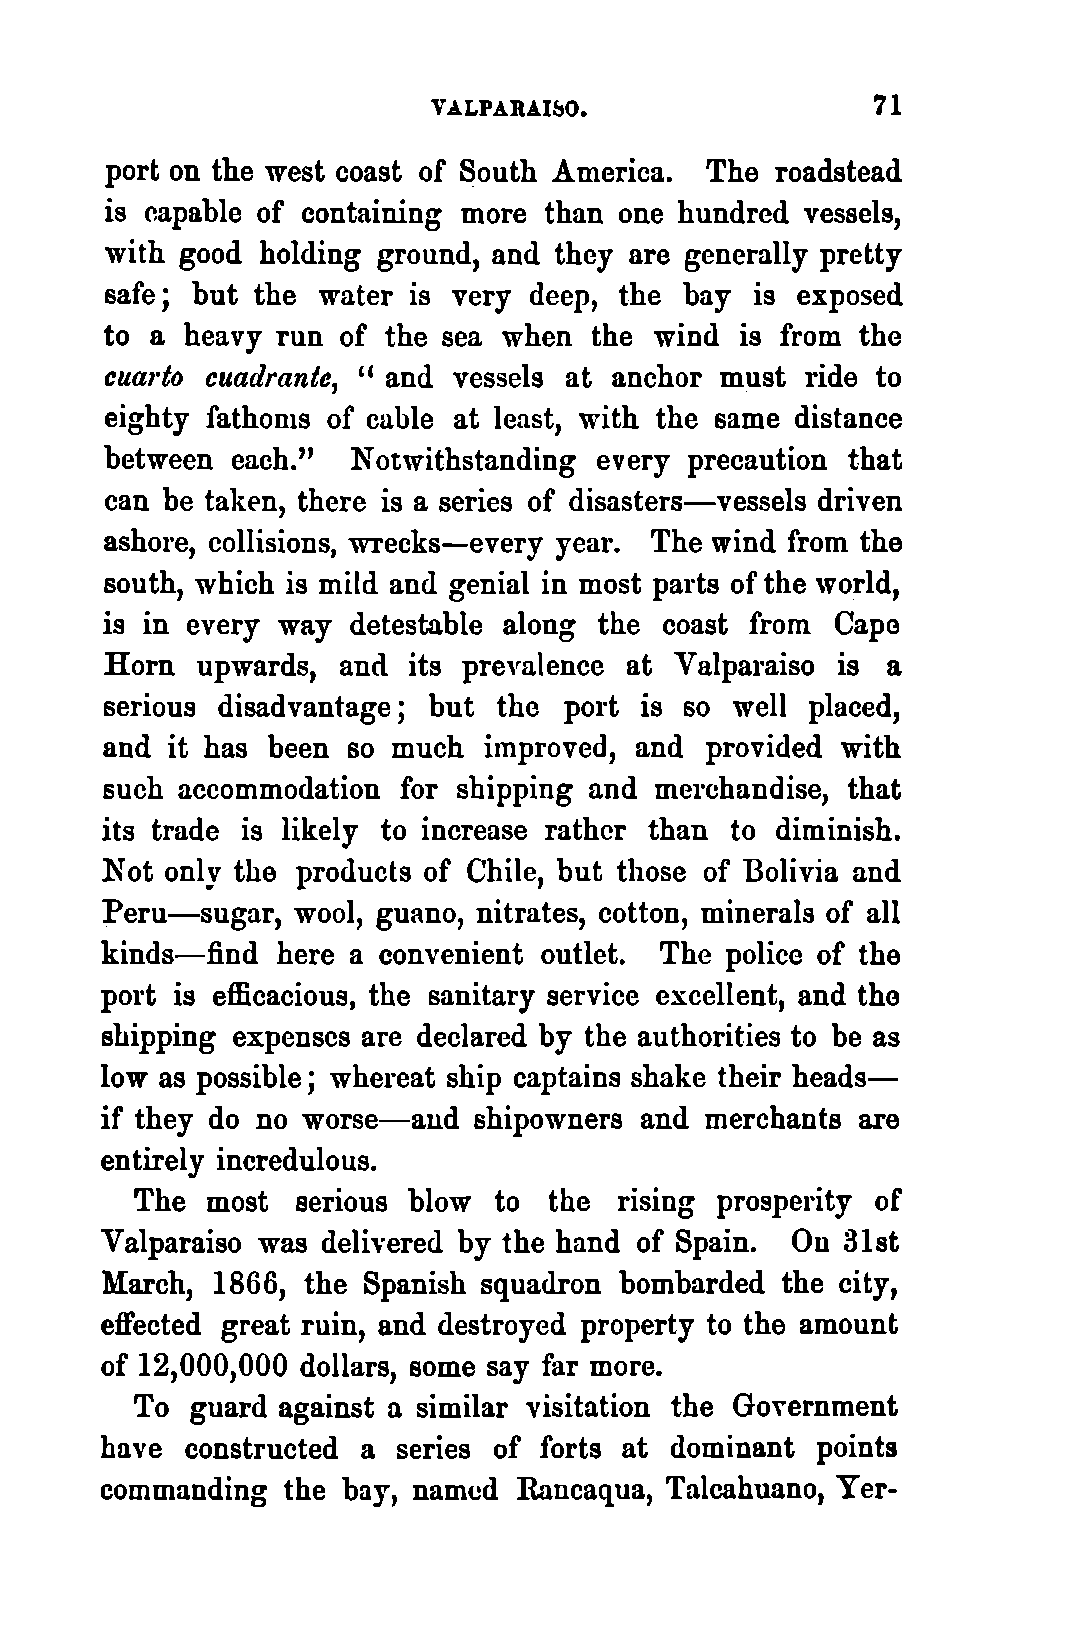 VALPARAISO. 71
port on the west coast of South America. The roadstead
is capable of containing more than one hundred vessels,
with good holding ground, and they are generally pretty
safe; but the water is very deep, the bay is exposed
to a heavy run of the sea when the wind is from the
cuarto cuadrante, “ and vessels at anchor must ride to
eighty fathoms of cable at least, with the same distance
between each.” Notwithstanding every precaution that
can be taken, there is a series of disasters—vessels driven
ashore, collisions, wrecks—every year. The wind from the
south, which is mild and genial in most parts of the world,
is in every way detestable along the coast from Cape
Horn upwards, and its prevalence at Valparaiso is a
serious disadvantage; but the port is so well placed,
and it has been so much improved, and provided with
such accommodation for shipping and merchandise, that
its trade is likely to increase rather than to diminish.
Not only the products of Chile, but those of Bolivia and
Peru—sugar, wool, guano, nitrates, cotton, minerals of all
kinds—find here a convenient outlet. The police of the
port is efficacious, the sanitary service excellent, and the
shipping expenses are declared by the authorities to be as
low as possible; whereat ship captains shake their heads—
if they do no worse—and shipowners and merchants are
entirely incredulous.
The most serious blow to the rising prosperity of
Valparaiso was delivered by the hand of Spain. On 31st
March, 1866, the Spanish squadron bombarded the city,
effected great ruin, and destroyed property to the amount
of 12,000,000 dollars, some say far more.
To guard against a similar visitation the Government
have constructed a series of forts at dominant points
commanding the bay, named Rancaqua, Talcahuano, Yer-